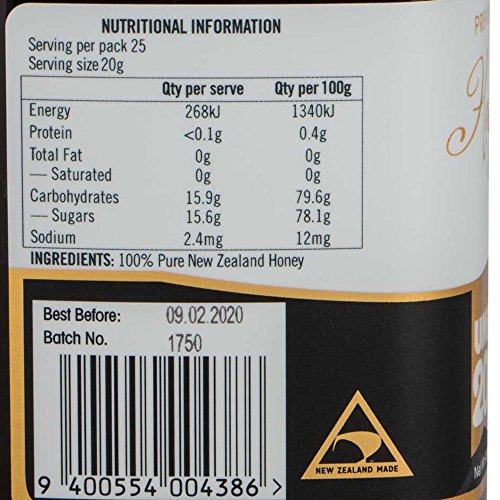 NUTRITIONAL INFORMATION
Serving per pack 25
Serving size 20g
Qty per serve Qty per 100g
Energy 268kJ 1340kJ
Protein <0.1g 0.4g
Total Fat 0g 0g
— Saturated 0g 0g
Carbohydrates 15.9g 79.6g
— Sugars 15.6g 78.1g
Sodium 2.4mg 12mg
INGREDIENTS: 100% Pure New Zealand Honey
Best Before: 09.02.2020
Batch No. 1750
NEW ZEALAND MADE
9 400554 004386 >